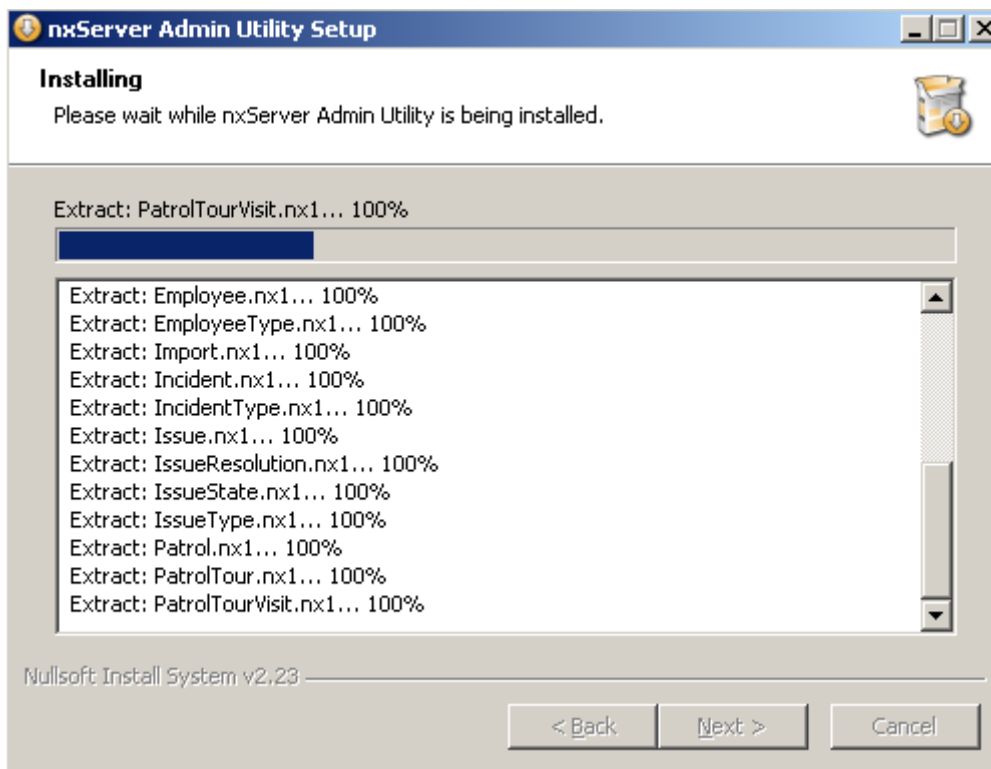 nxServer Admin Utility Setup
Installing
Please wait while nxServer Admin Utility is being installed.
Extract: PatrolTourVisit.nx1... 100%
Extract: Employee.nx1... 100%
Extract: EmployeeType.nx1... 100%
Extract: Import.nx1... 100%
Extract: Incident.nx1... 100%
Extract: IncidentType.nx1... 100%
Extract: Issue.nx1... 100%
Extract: IssueResolution.nx1... 100%
Extract: IssueState.nx1... 100%
Extract: IssueType.nx1... 100%
Extract: Patrol.nx1... 100%
Extract: PatrolTour.nx1... 100%
Extract: PatrolTourVisit.nx1... 100%
Nullsoft Install System v2.23
< Back Next > Cancel